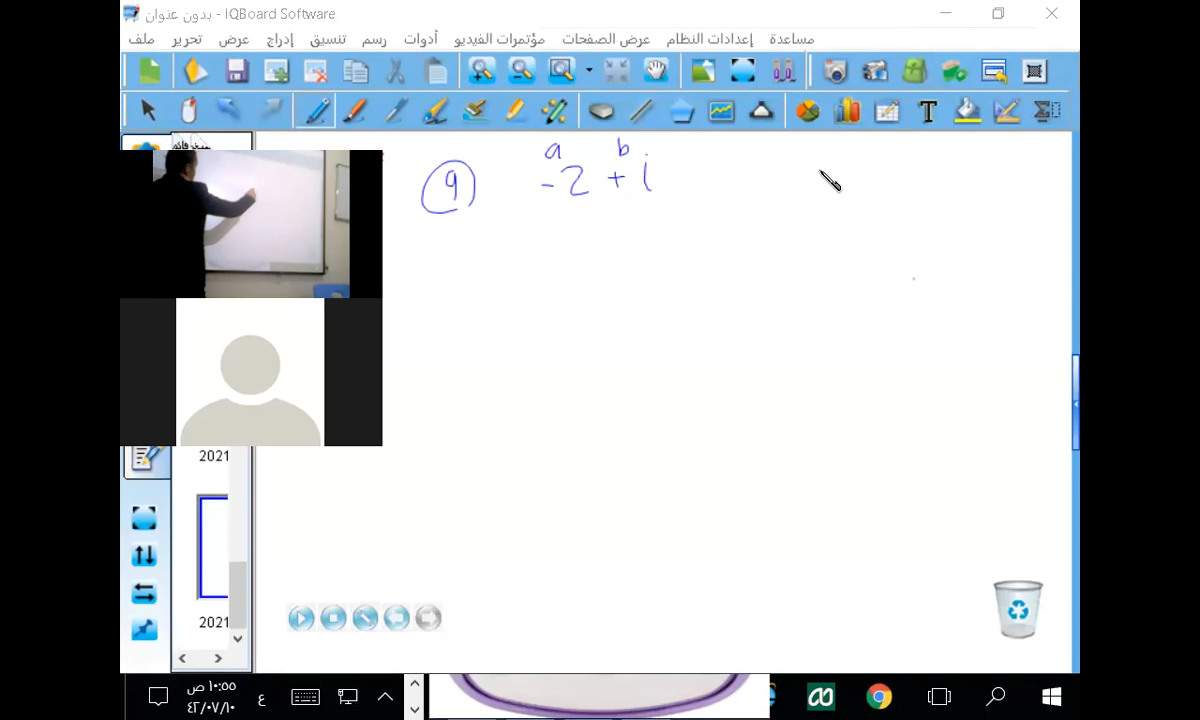 بدون عنوان - IQBoard Software
ملف تحرير عرض إدراج تنسيق رسم أدوات مؤتمرات الفيديو عرض الصفحات إعدادات النظام مساعدة
a b
9 -2 + i
2021
2021
١٠:٥٥ ص
٤٢/٠٧/١٠
ع